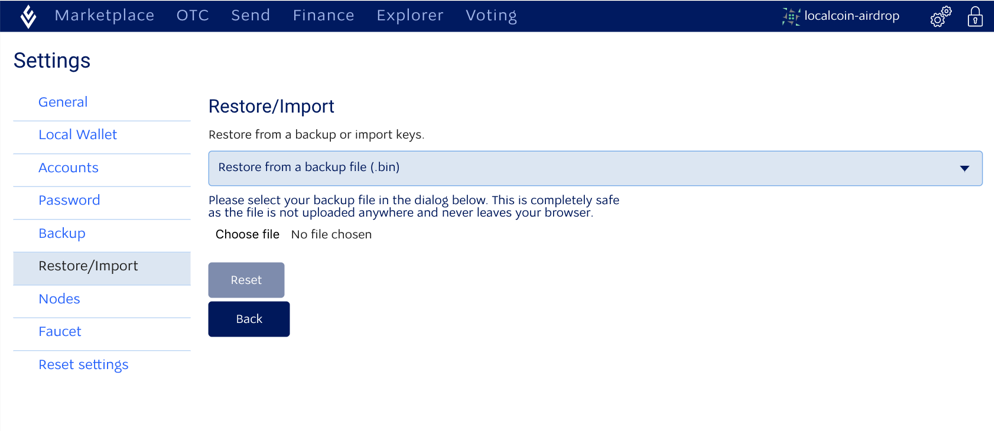 Marketplace OTC Send Finance Explorer Voting localcoin-airdrop
Settings
General
Local Wallet
Accounts
Password
Backup
Restore/Import
Nodes
Faucet
Reset settings
Restore/Import
Restore from a backup or import keys.
Restore from a backup file (.bin)
Please select your backup file in the dialog below. This is completely safe
as the file is not uploaded anywhere and never leaves your browser.
Choose file No file chosen
Reset
Back